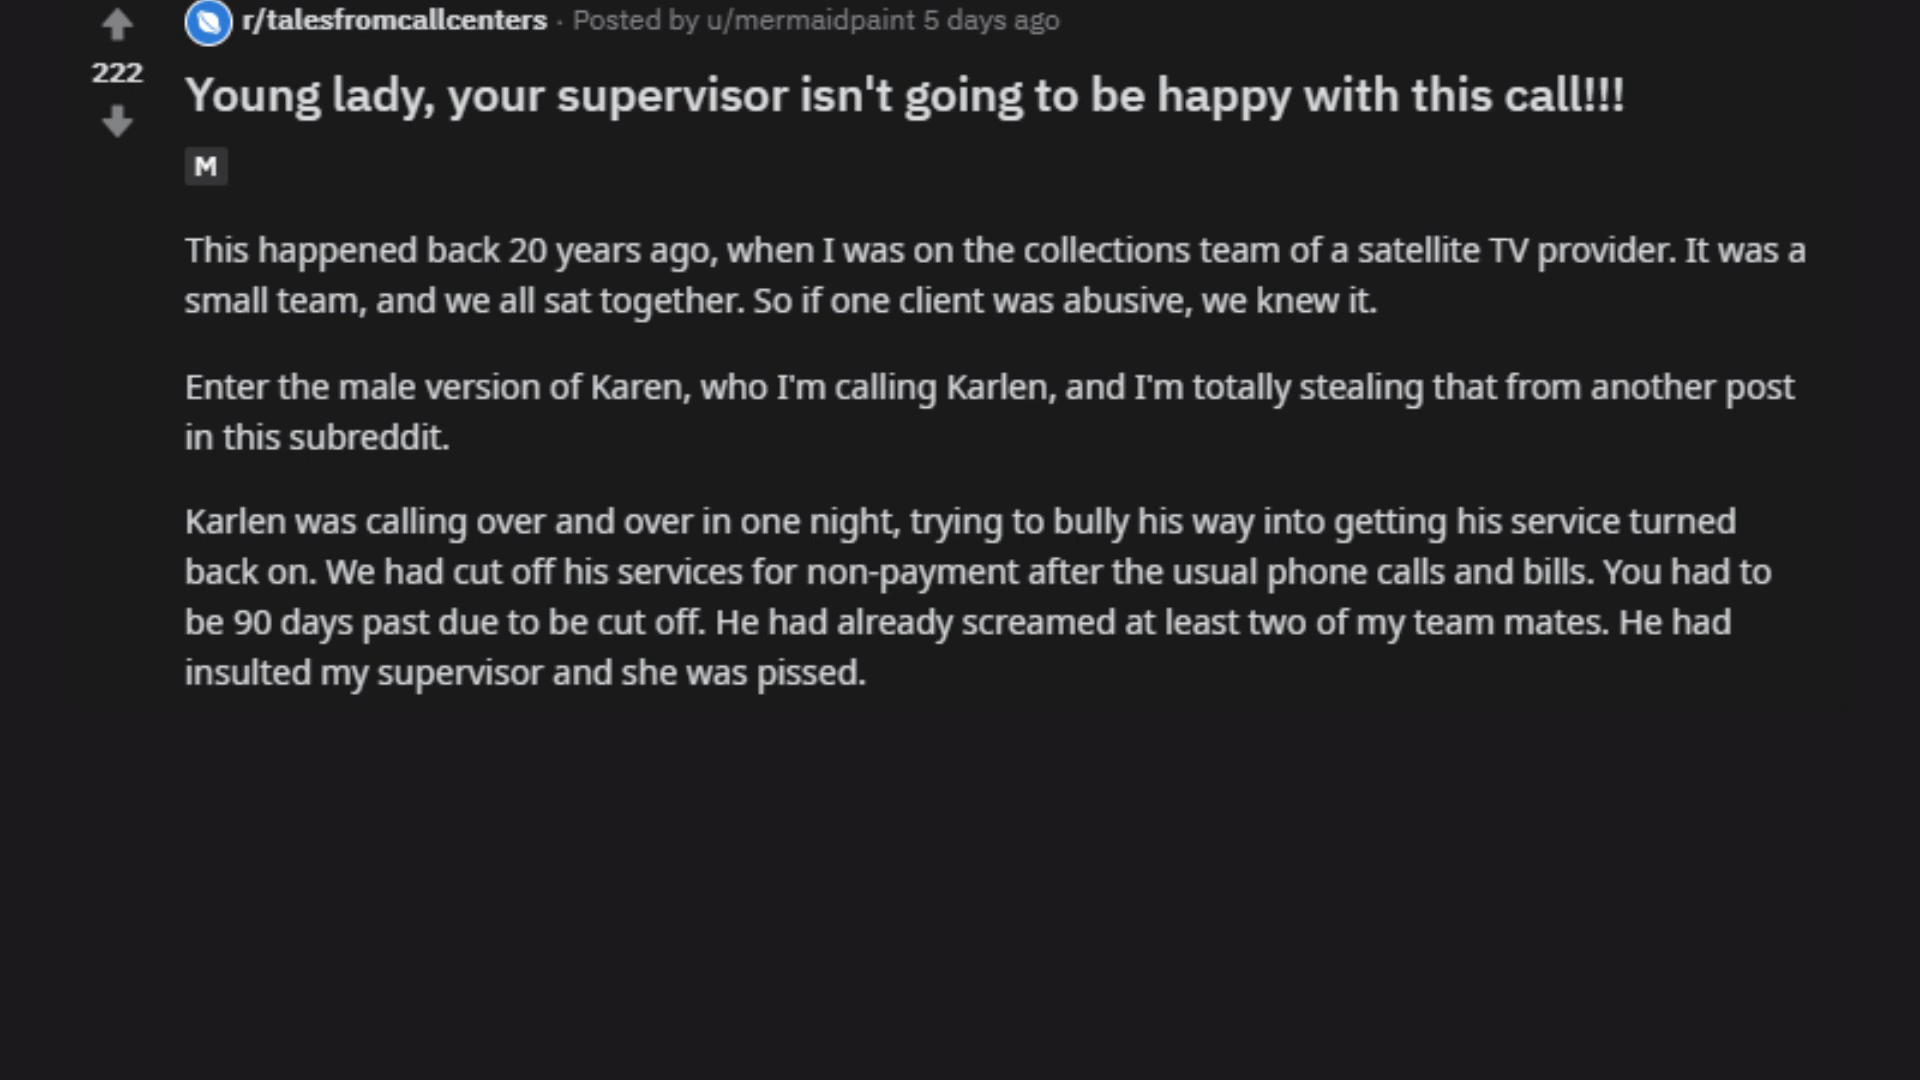 r/talesfromcallcenters · Posted by u/mermaidpaint 5 days ago
222
Young lady, your supervisor isn't going to be happy with this call!!!
M
This happened back 20 years ago, when I was on the collections team of a satellite TV provider. It was a
small team, and we all sat together. So if one client was abusive, we knew it.
Enter the male version of Karen, who I'm calling Karlen, and I'm totally stealing that from another post
in this subreddit.
Karlen was calling over and over in one night, trying to bully his way into getting his service turned
back on. We had cut off his services for non-payment after the usual phone calls and bills. You had to
be 90 days past due to be cut off. He had already screamed at least two of my team mates. He had
insulted my supervisor and she was pissed.